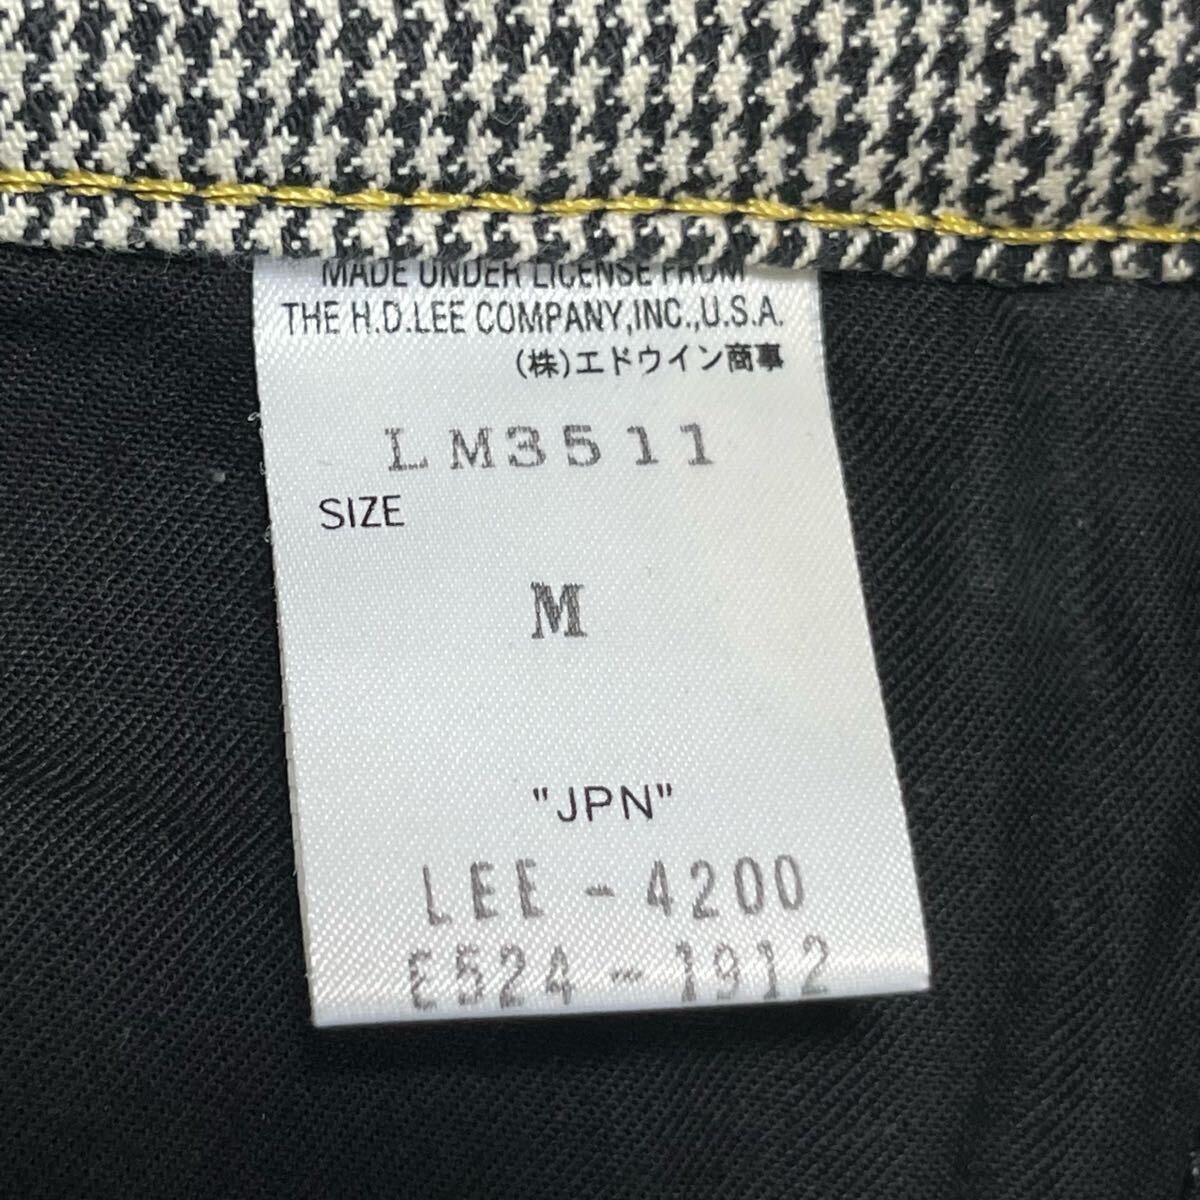 MADE UNDER LICENSE FROM
THE H.D.LEE COMPANY,INC.,U.S.A.
(株)エドウイン商事
LM3511
SIZE
M
"JPN"
LEE-4200
E524-1912